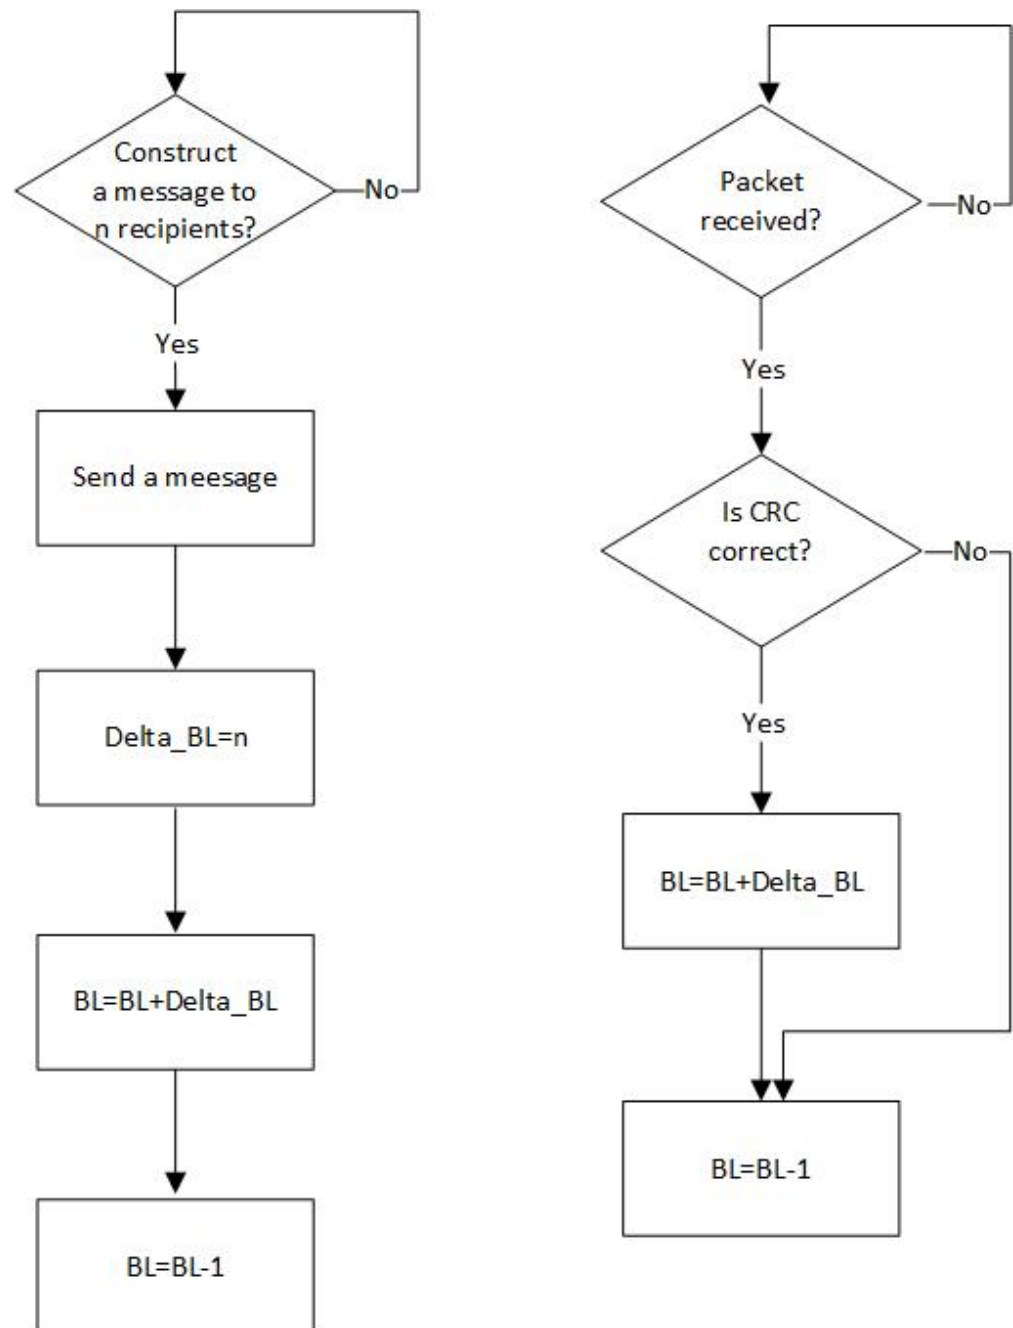 Construct
a message to
n recipients?
No
Yes
Send a meesage
Delta_BL=n
BL=BL+Delta_BL
BL=BL-1
Packet
received?
No
Yes
Is CRC
correct?
No
Yes
BL=BL+Delta_BL
BL=BL-1